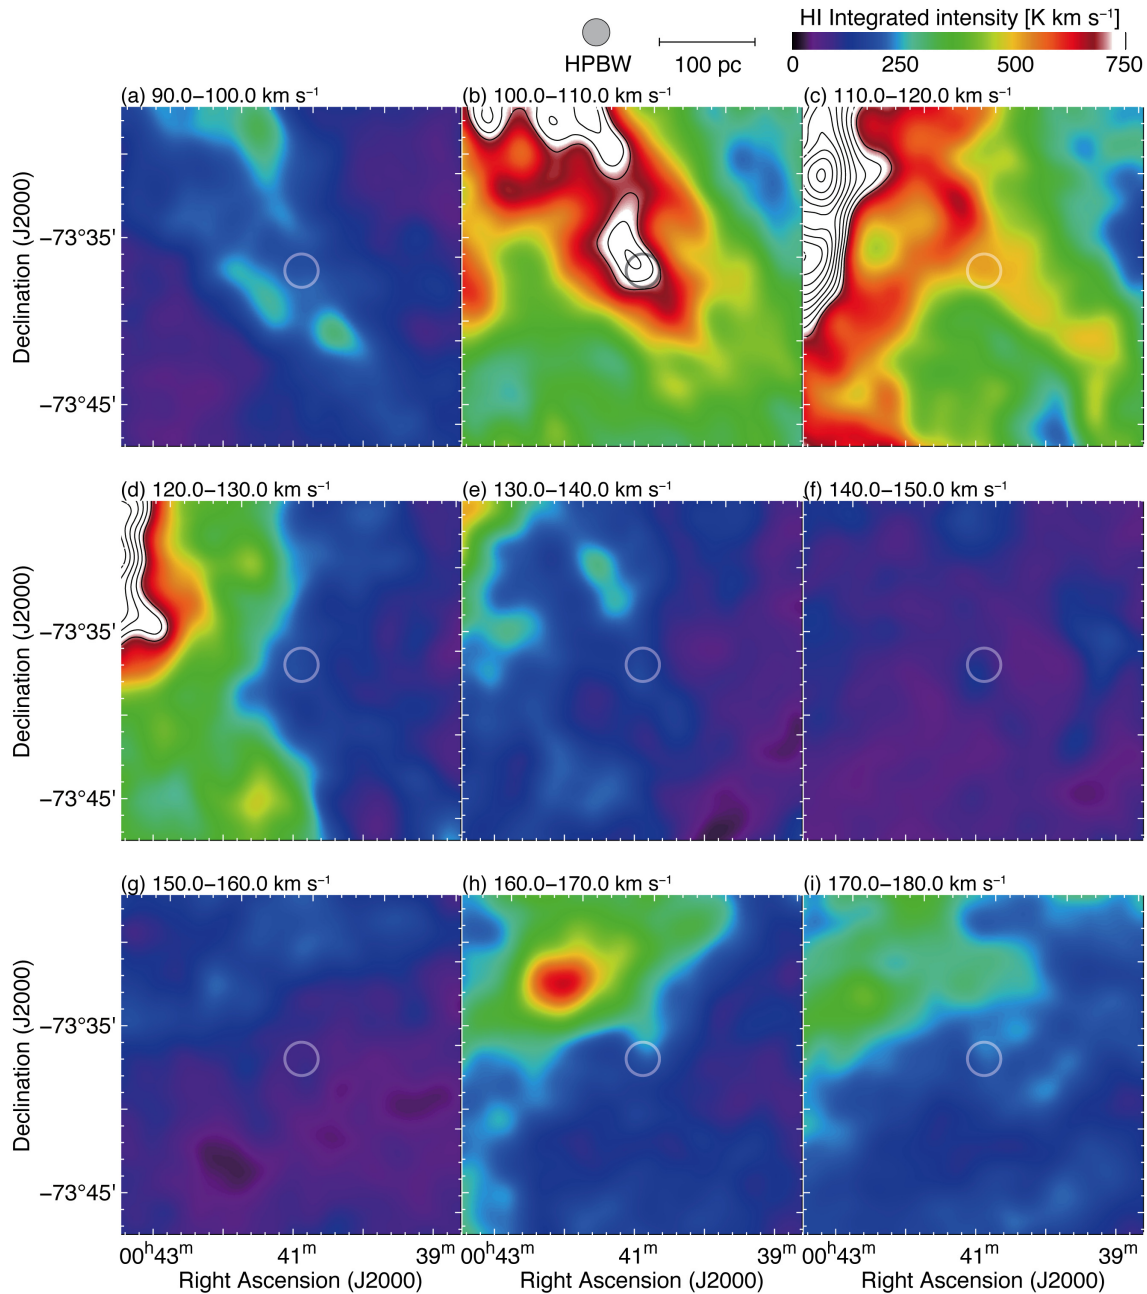 HI Integrated intensity [K km s⁻¹]
HPBW
100 pc
0 250 500 750
(a) 90.0–100.0 km s⁻¹
(b) 100.0–110.0 km s⁻¹
(c) 110.0–120.0 km s⁻¹
Declination (J2000)
−73°35'
−73°45'
(d) 120.0–130.0 km s⁻¹
(e) 130.0–140.0 km s⁻¹
(f) 140.0–150.0 km s⁻¹
Declination (J2000)
−73°35'
−73°45'
(g) 150.0–160.0 km s⁻¹
(h) 160.0–170.0 km s⁻¹
(i) 170.0–180.0 km s⁻¹
Declination (J2000)
−73°35'
−73°45'
00ʰ43ᵐ 41ᵐ 39ᵐ
00ʰ43ᵐ 41ᵐ 39ᵐ
00ʰ43ᵐ 41ᵐ 39ᵐ
Right Ascension (J2000)
Right Ascension (J2000)
Right Ascension (J2000)